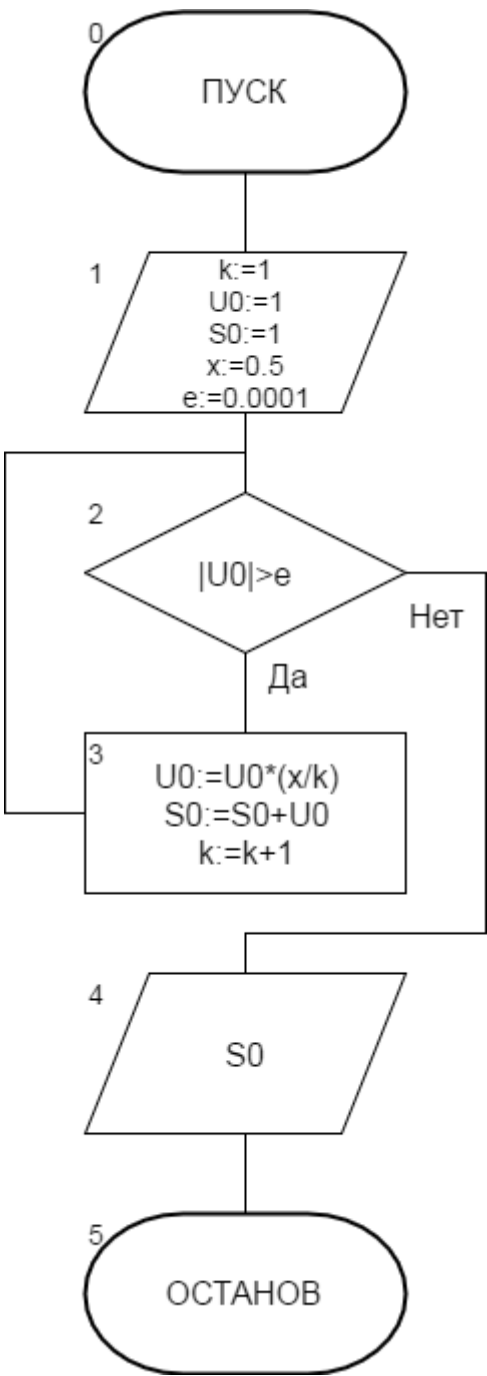 0
ПУСК
1
k:=1
U0:=1
S0:=1
x:=0.5
e:=0.0001
2
|U0|>e
Нет
Да
3
U0:=U0*(x/k)
S0:=S0+U0
k:=k+1
4
S0
5
ОСТАНОВ